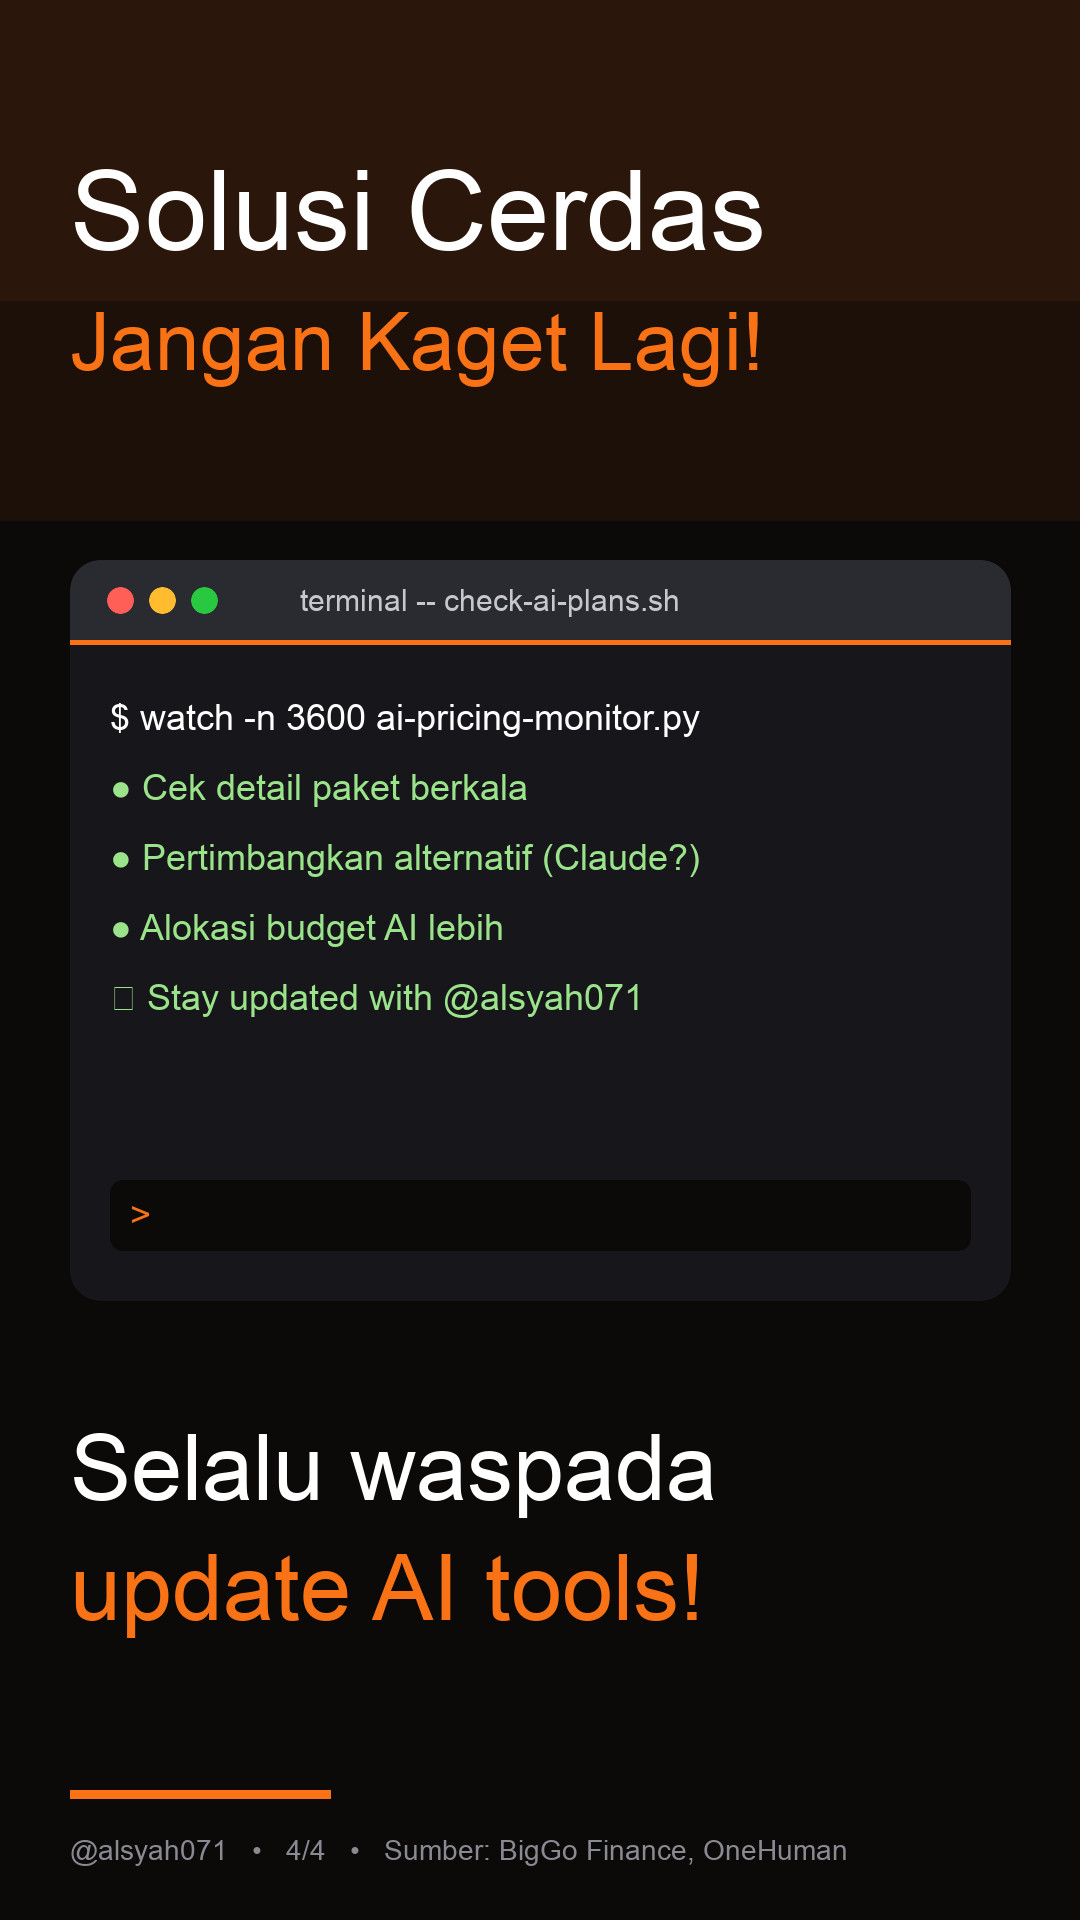 Solusi Cerdas
Jangan Kaget Lagi!
terminal -- check-ai-plans.sh
$ watch -n 3600 ai-pricing-monitor.py
● Cek detail paket berkala
● Pertimbangkan alternatif (Claude?)
● Alokasi budget AI lebih
Stay updated with @alsyah071
>
Selalu waspada
update AI tools!
@alsyah071 • 4/4 • Sumber: BigGo Finance, OneHuman